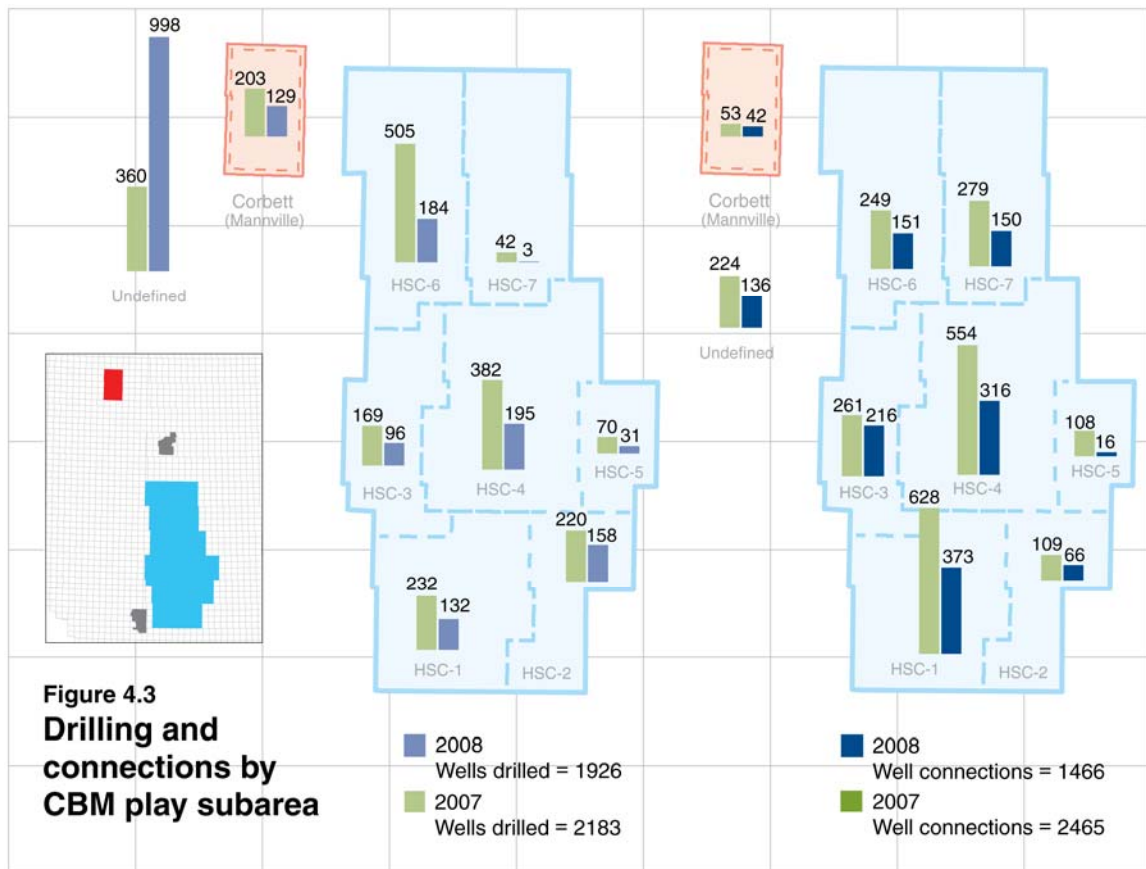 998
203
129
360
Corbett
(Mannville)
Undefined
505
184
HSC-6
42
3
HSC-7
382
195
HSC-4
169
96
HSC-3
70
31
HSC-5
220
158
HSC-2
232
132
HSC-1
53
42
Corbett
(Mannville)
224
136
Undefined
249
151
HSC-6
279
150
HSC-7
554
316
HSC-4
261
216
HSC-3
108
16
HSC-5
628
373
HSC-1
109
66
HSC-2
Figure 4.3
Drilling and
connections by
CBM play subarea
2008
Wells drilled = 1926
2007
Wells drilled = 2183
2008
Well connections = 1466
2007
Well connections = 2465